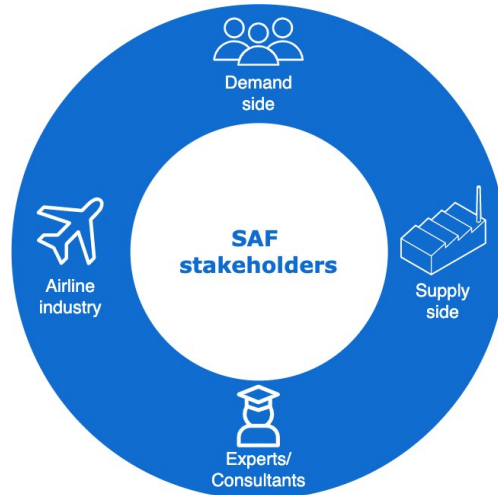 Demand
side
SAF
stakeholders
Airline
industry
Supply
side
Experts/
Consultants